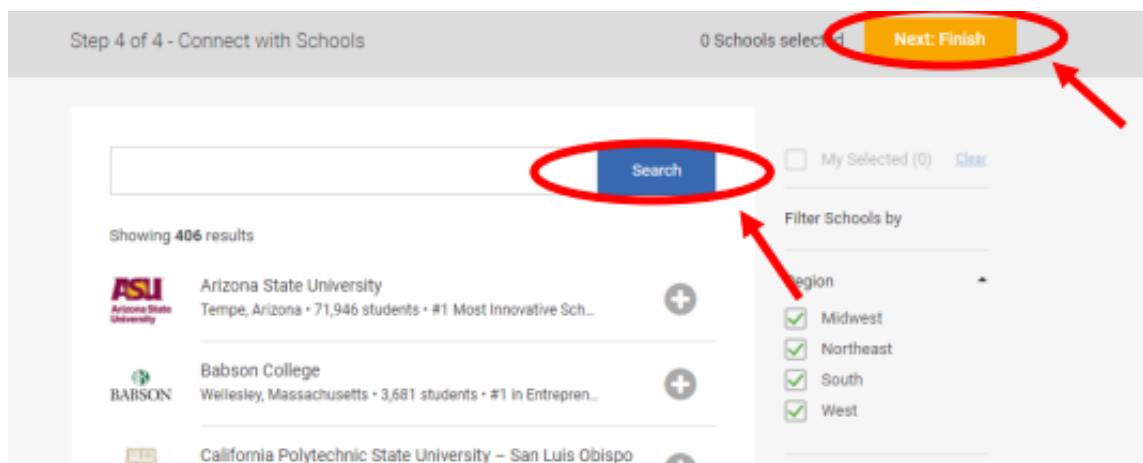 Step 4 of 4 - Connect with Schools
0 Schools selected
Next: Finish
Search
My Selected (0) Clear
Filter Schools by
Showing 406 results
Region
ASU
Arizona State
University
Arizona State University
Tempe, Arizona • 71,946 students • #1 Most Innovative Sch...
Midwest
Northeast
South
West
BABSON
Babson College
Wellesley, Massachusetts • 3,681 students • #1 in Entrepren...
California Polytechnic State University – San Luis Obispo